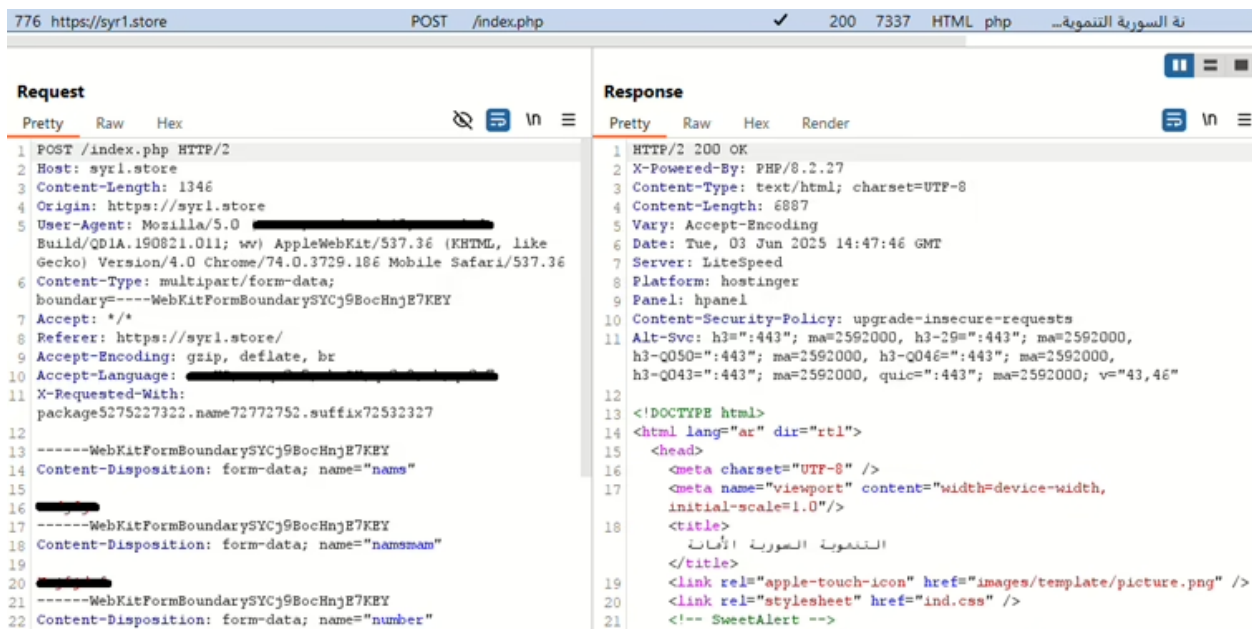 776 https://syr1.store POST /index.php ✓ 200 7337 HTML php نة السورية التنموية...
Request
Pretty Raw Hex \n
1 POST /index.php HTTP/2
2 Host: syr1.store
3 Content-Length: 1346
4 Origin: https://syr1.store
5 User-Agent: Mozilla/5.0
Build/QD1A.190821.011; wv) AppleWebKit/537.36 (KHTML, like
Gecko) Version/4.0 Chrome/74.0.3729.186 Mobile Safari/537.36
6 Content-Type: multipart/form-data;
boundary=----WebKitFormBoundarySYCj9BocHnjE7KEY
7 Accept: */*
8 Referer: https://syr1.store/
9 Accept-Encoding: gzip, deflate, br
10 Accept-Language:
11 X-Requested-With:
package5275227322.name72772752.suffix72532327
12
13 ------WebKitFormBoundarySYCj9BocHnjE7KEY
14 Content-Disposition: form-data; name="nams"
15
16
17 ------WebKitFormBoundarySYCj9BocHnjE7KEY
18 Content-Disposition: form-data; name="namsmam"
19
20
21 ------WebKitFormBoundarySYCj9BocHnjE7KEY
22 Content-Disposition: form-data; name="number"
Response
Pretty Raw Hex Render \n
1 HTTP/2 200 OK
2 X-Powered-By: PHP/8.2.27
3 Content-Type: text/html; charset=UTF-8
4 Content-Length: 6887
5 Vary: Accept-Encoding
6 Date: Tue, 03 Jun 2025 14:47:46 GMT
7 Server: LiteSpeed
8 Platform: hostinger
9 Panel: hpanel
10 Content-Security-Policy: upgrade-insecure-requests
11 Alt-Svc: h3=":443"; ma=2592000, h3-29=":443"; ma=2592000,
h3-Q050=":443"; ma=2592000, h3-Q046=":443"; ma=2592000,
h3-Q043=":443"; ma=2592000, quic=":443"; ma=2592000; v="43,46"
12
13 <!DOCTYPE html>
14 <html lang="ar" dir="rtl">
15 <head>
16 <meta charset="UTF-8" />
17 <meta name="viewport" content="width=device-width,
initial-scale=1.0"/>
18 <title>
التنموية السورية الأمانة
</title>
19 <link rel="apple-touch-icon" href="images/template/picture.png" />
20 <link rel="stylesheet" href="ind.css" />
21 <!-- SweetAlert -->